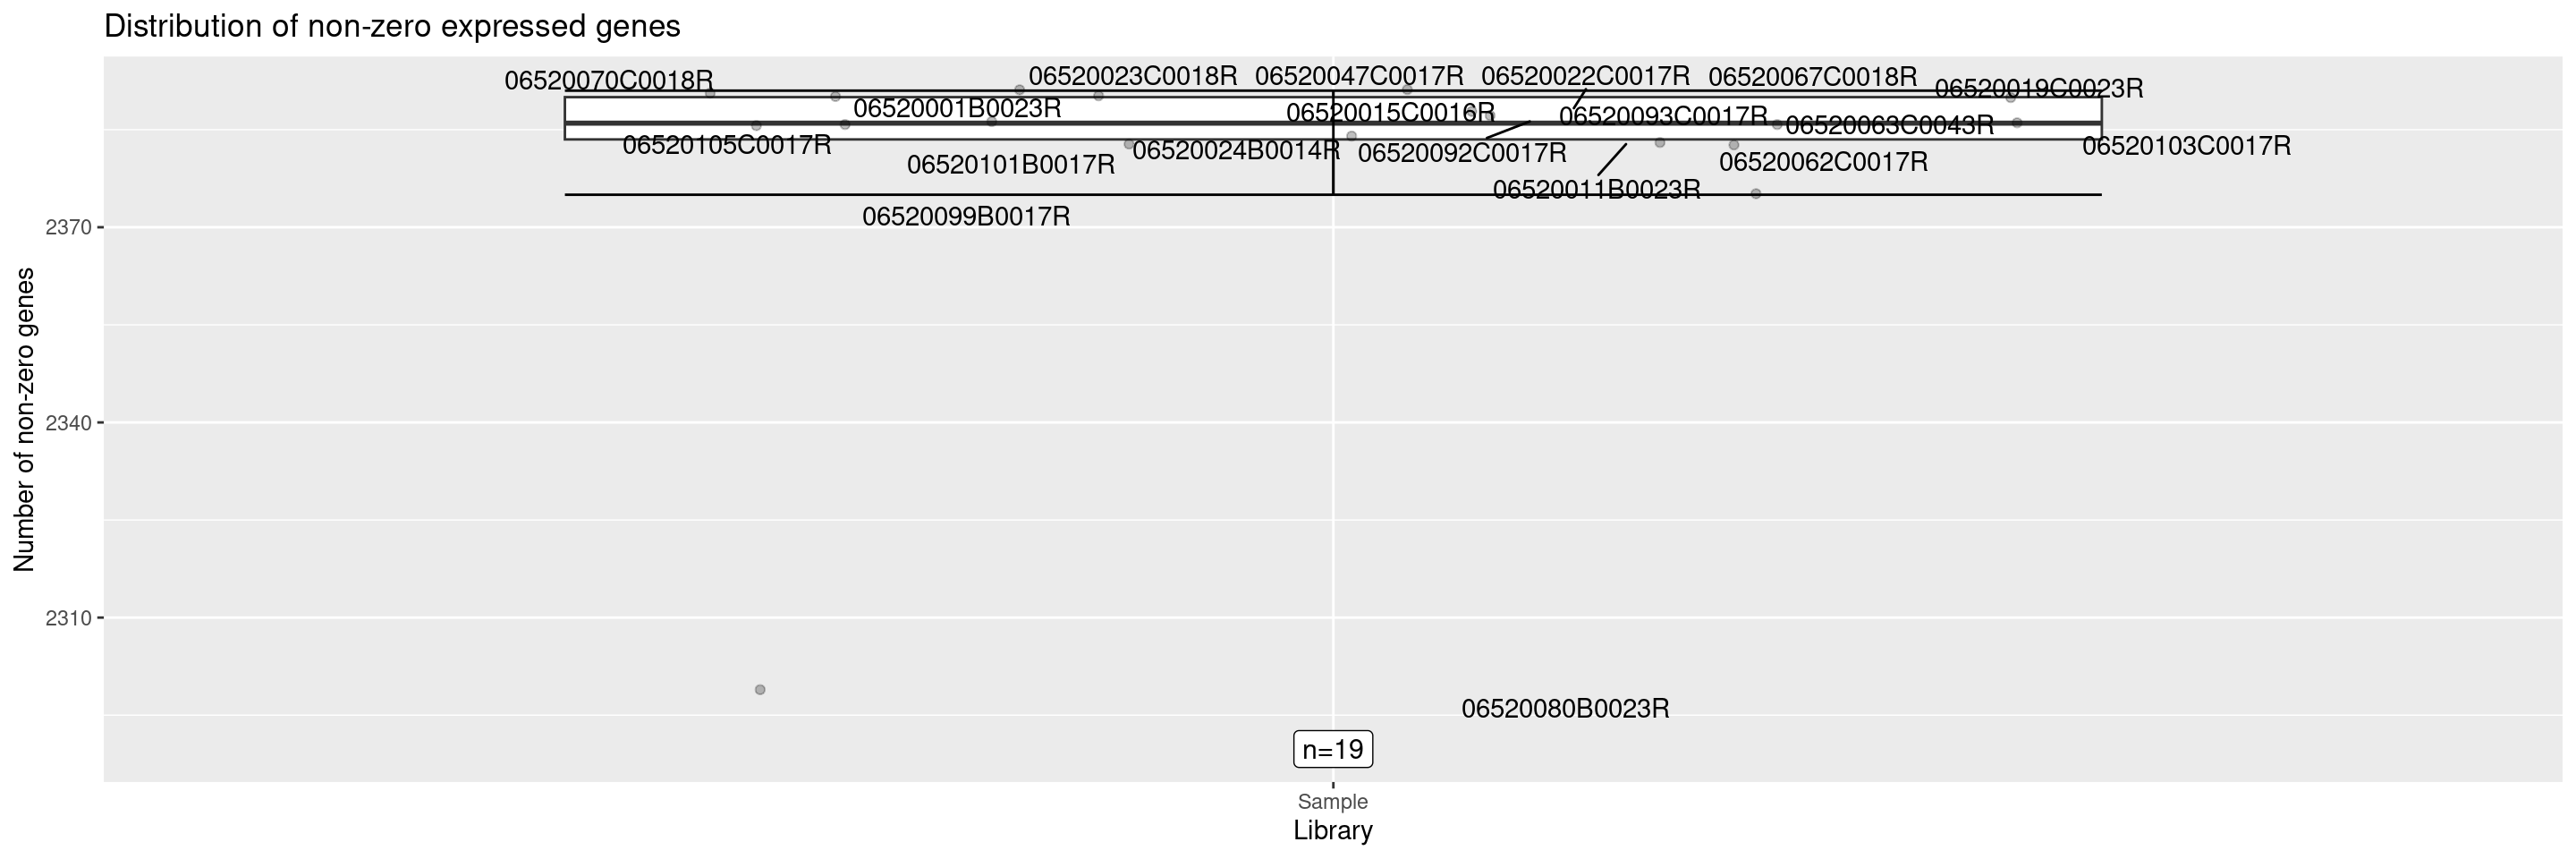 Distribution of non-zero expressed genes
06520070C0018R
06520023C0018R
06520047C0017R
06520022C0017R
06520067C0018R
06520019C0023R
06520001B0023R
06520015C0016R
06520093C0017R
06520063C0043R
06520105C0017R
06520101B0017R
06520024B0014R
06520092C0017R
06520062C0017R
06520103C0017R
06520011B0023R
06520099B0017R
2370
2340
2310
Number of non-zero genes
06520080B0023R
n=19
Sample
Library